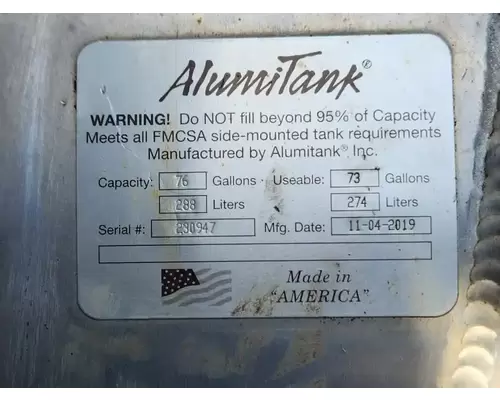 AlumiTank®
WARNING! Do NOT fill beyond 95% of Capacity
Meets all FMCSA side-mounted tank requirements
Manufactured by Alumitank® Inc.
Capacity: 76 Gallons Useable: 73 Gallons
288 Liters 274 Liters
Serial #: 230947 Mfg. Date: 11-04-2019
Made in
"AMERICA"